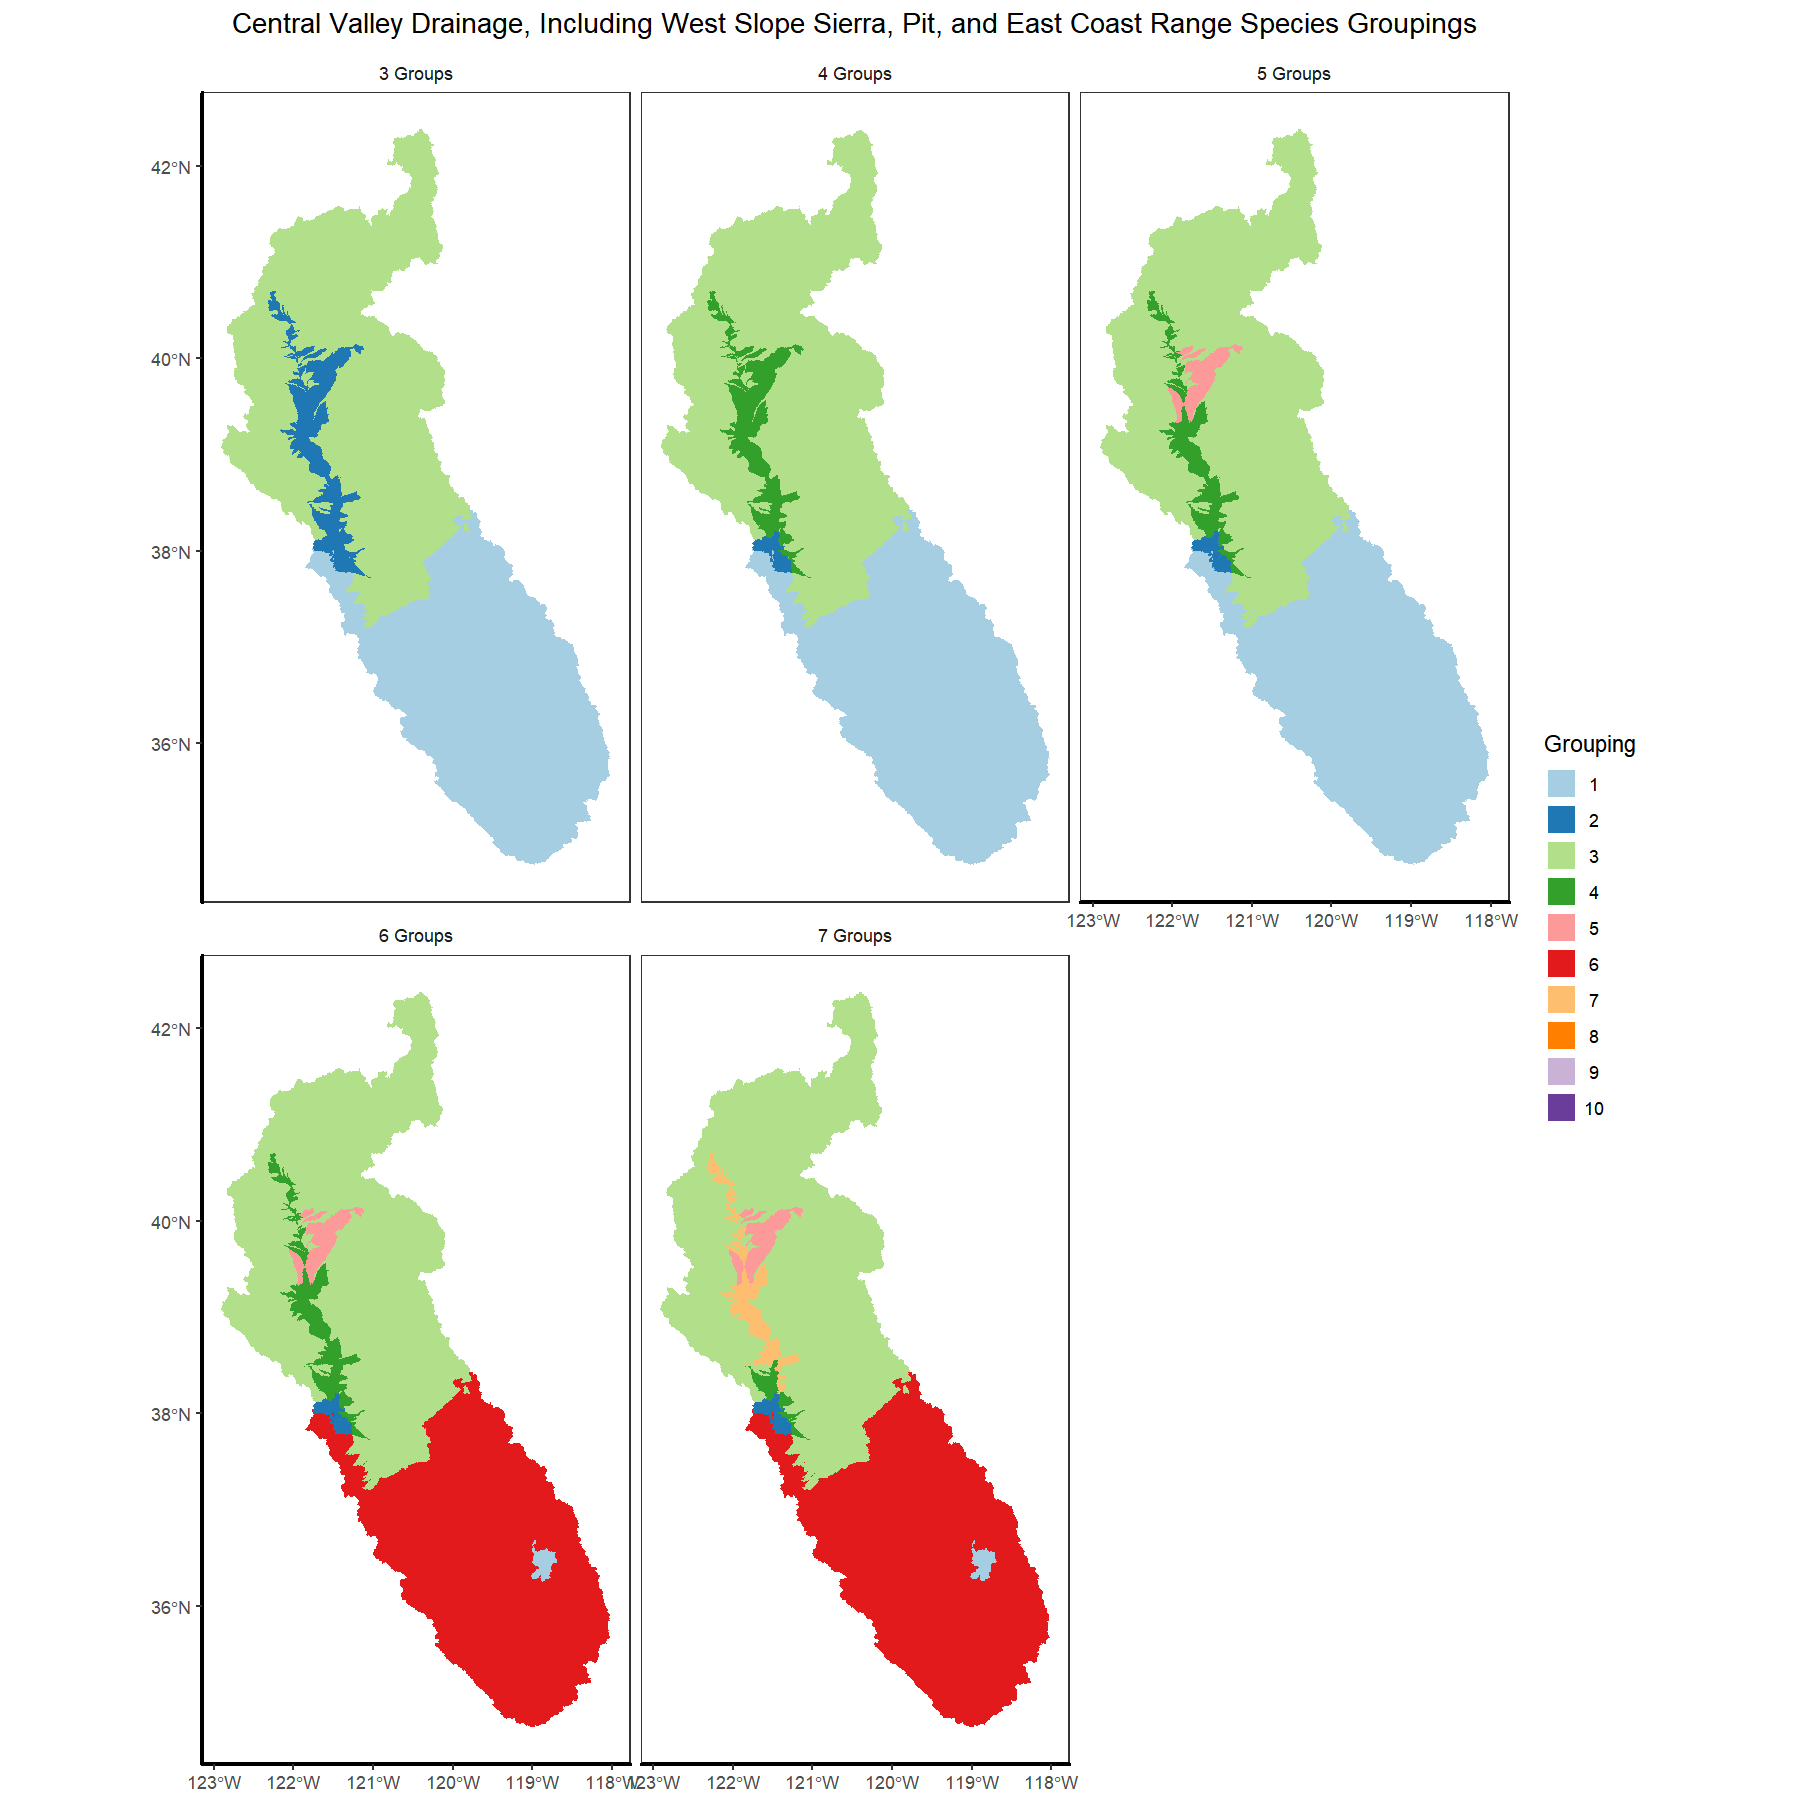 Central Valley Drainage, Including West Slope Sierra, Pit, and East Coast Range Species Groupings
3 Groups
4 Groups
5 Groups
42°N
40°N
38°N
36°N
123°W
122°W
121°W
120°W
119°W
118°W
Grouping
1
2
3
4
5
6
7
8
9
10
6 Groups
7 Groups
42°N
40°N
38°N
36°N
123°W
122°W
121°W
120°W
119°W
118°W
123°W
122°W
121°W
120°W
119°W
118°W